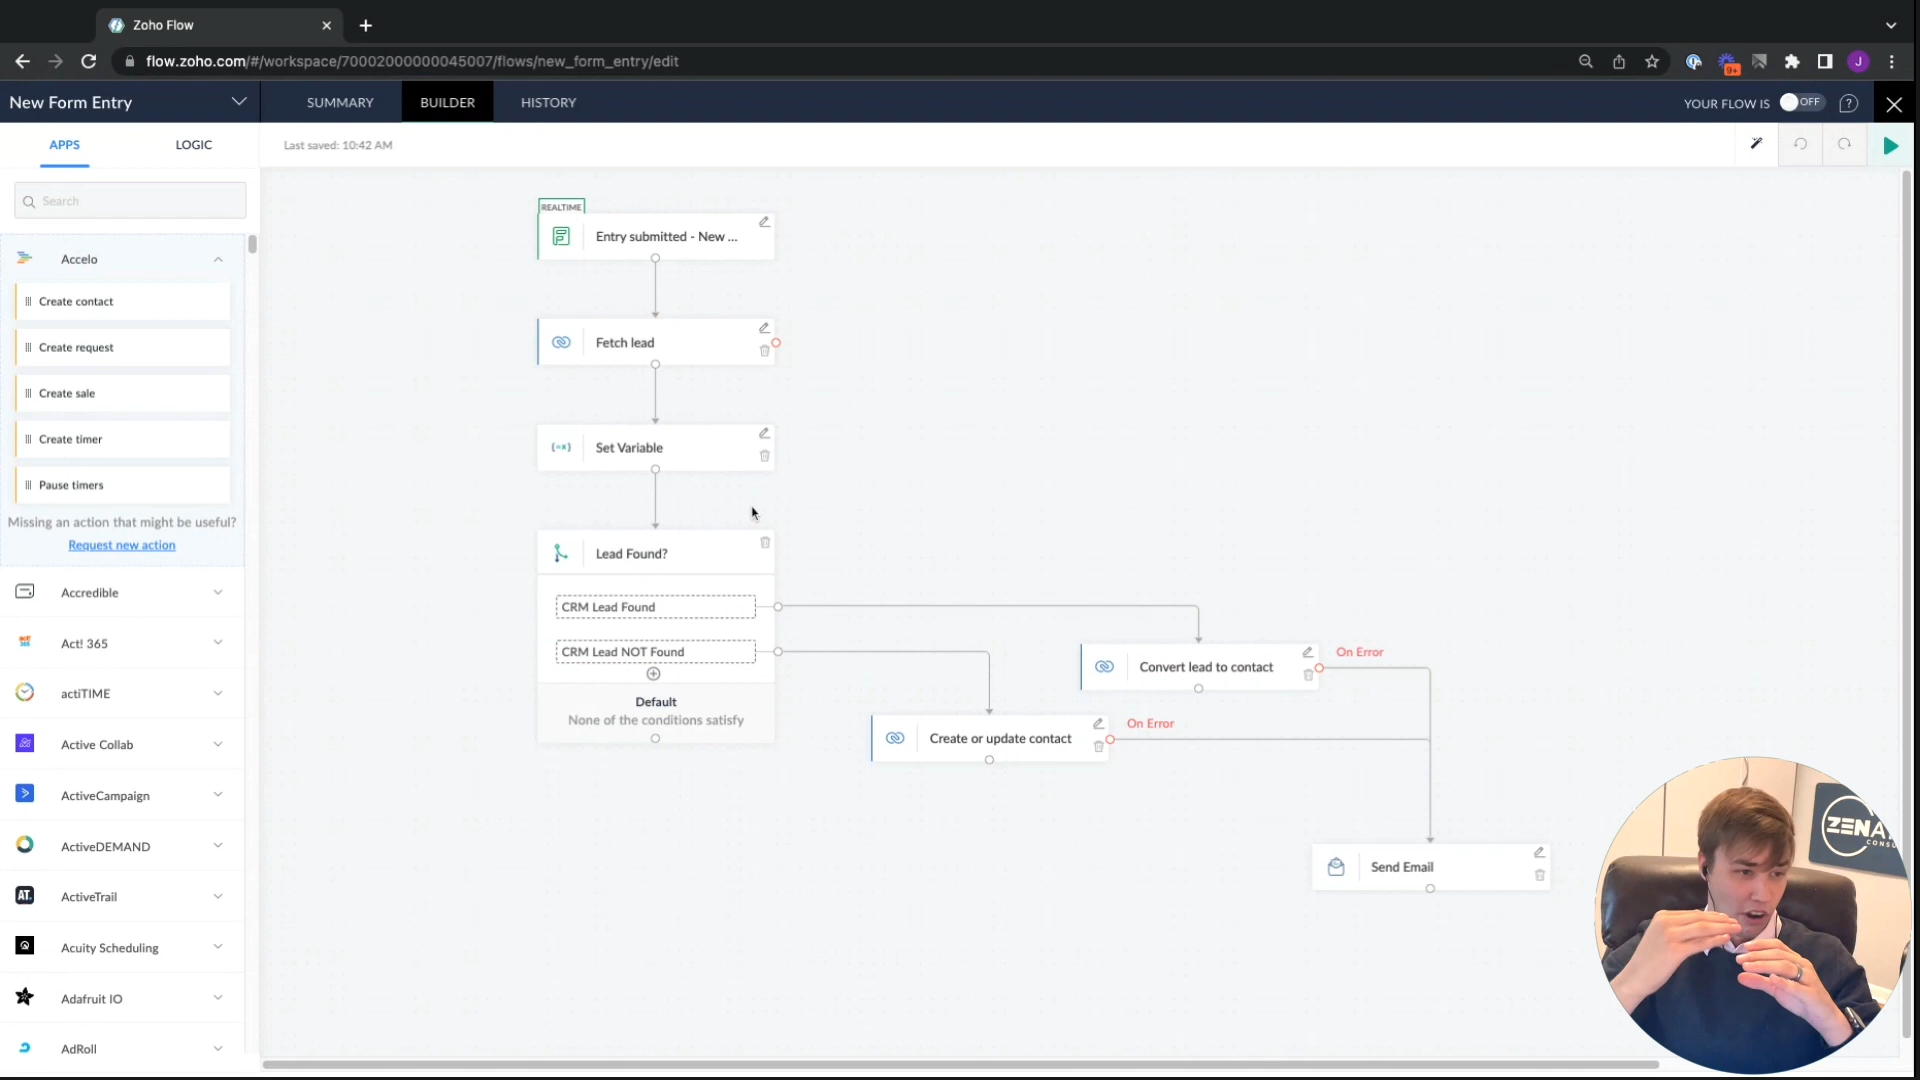 Zoho Flow
flow.zoho.com/#/workspace/70002000000045007/flows/new_form_entry/edit
9+
J
New Form Entry
SUMMARY
BUILDER
HISTORY
YOUR FLOW IS
OFF
?
APPS
LOGIC
Last saved: 10:42 AM
Search
REALTIME
Entry submitted - New ...
Accelo
Create contact
Create request
Fetch lead
Create sale
Create timer
Set Variable
Pause timers
Missing an action that might be useful?
Request new action
Lead Found?
Accredible
CRM Lead Found
Act! 365
CRM Lead NOT Found
On Error
Convert lead to contact
actiTIME
Default
None of the conditions satisfy
On Error
Create or update contact
Active Collab
ActiveCampaign
ActiveDEMAND
Send Email
ActiveTrail
AT.
Acuity Scheduling
Adafruit IO
AdRoll
ZENA
CONSU